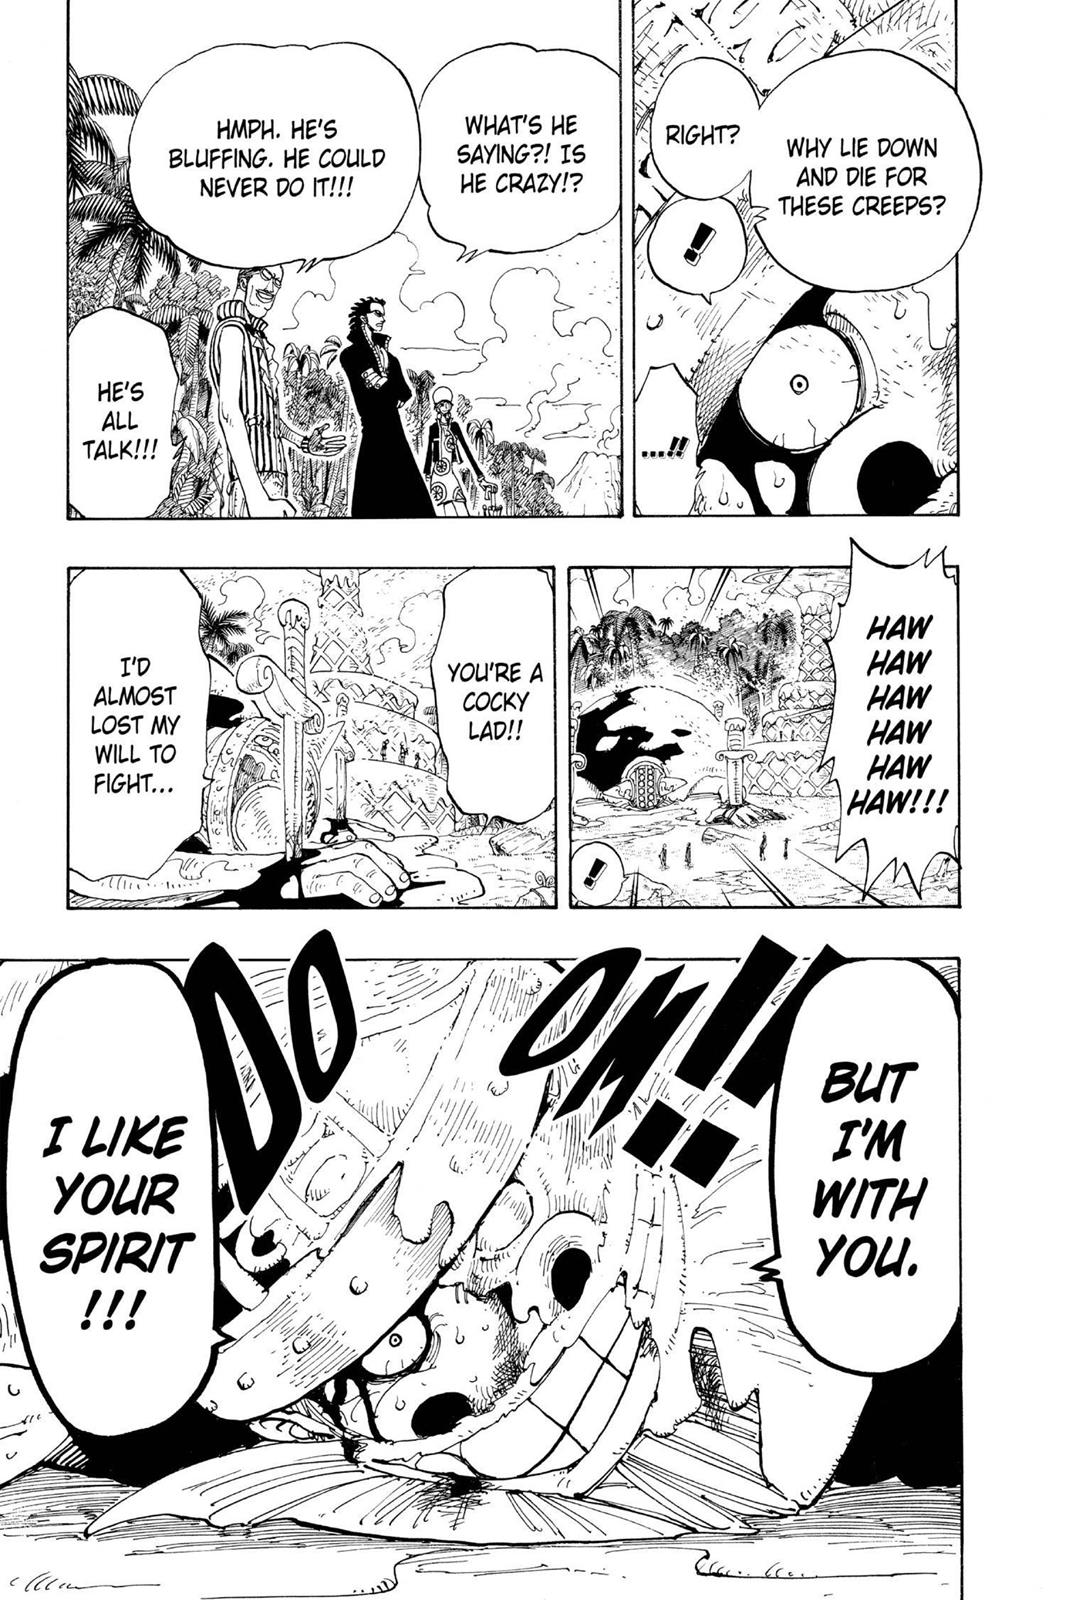 WHY LIE DOWN
AND DIE FOR
THESE CREEPS?
RIGHT?
!
....!!
WHAT'S HE
SAYING?! IS
HE CRAZY!?
HMPH. HE'S
BLUFFING. HE COULD
NEVER DO IT!!!
HE'S
ALL
TALK!!!
HAW
HAW
HAW
HAW
HAW
HAW!!!
!
YOU'RE A
COCKY
LAD!!
I'D
ALMOST
LOST MY
WILL TO
FIGHT...
BUT
I'M
WITH
YOU.
DOOOM!!
I LIKE
YOUR
SPIRIT
!!!